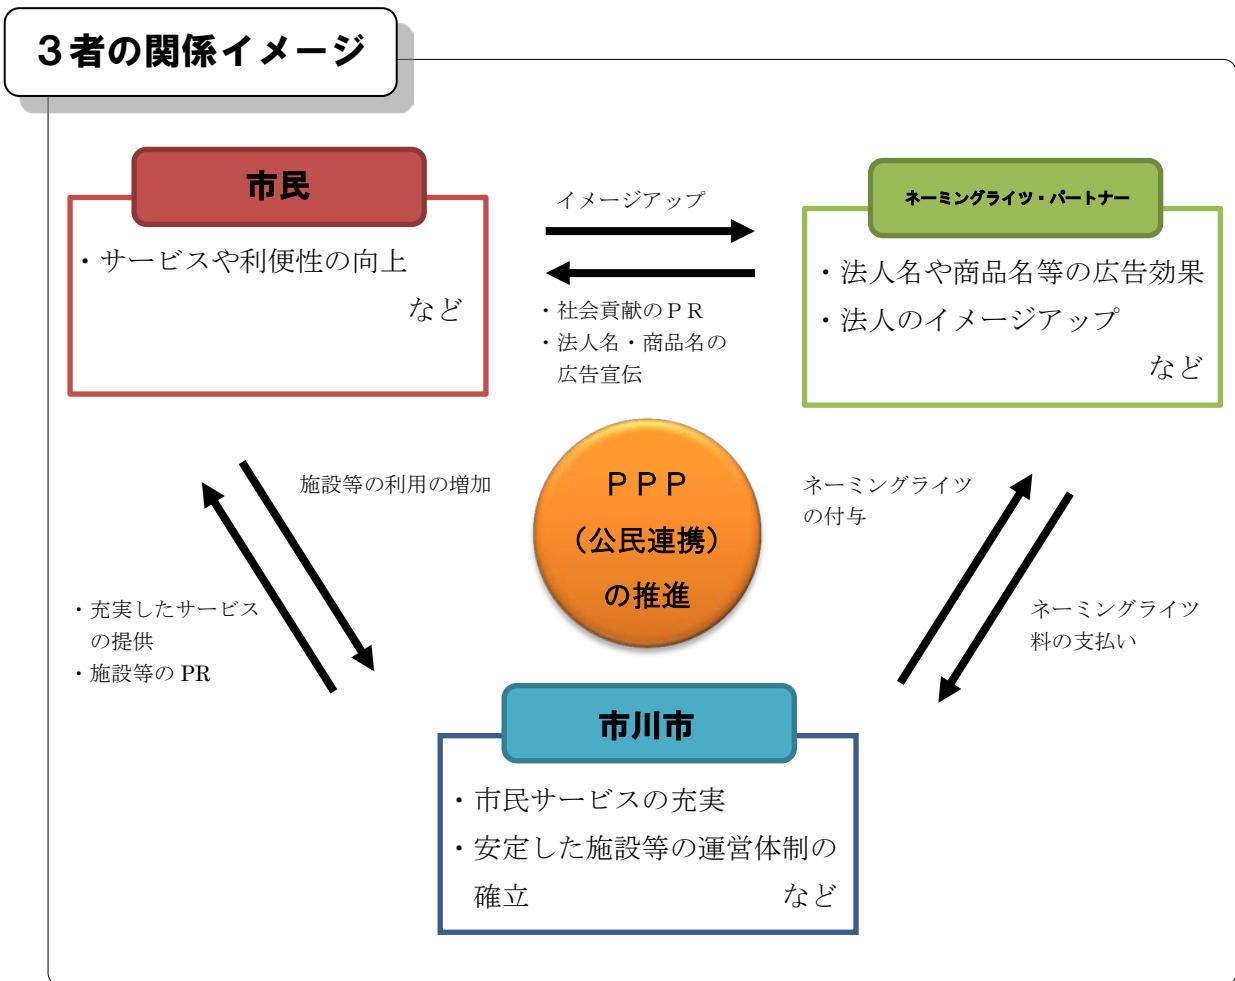 ３者の関係イメージ
市民
・サービスや利便性の向上
など
イメージアップ
・社会貢献のＰＲ
・法人名・商品名の
広告宣伝
ネーミングライツ・パートナー
・法人名や商品名等の広告効果
・法人のイメージアップ
など
施設等の利用の増加
ＰＰＰ
（公民連携）
の推進
ネーミングライツ
の付与
・充実したサービス
の提供
・施設等の PR
ネーミングライツ
料の支払い
市川市
・市民サービスの充実
・安定した施設等の運営体制の
確立　　　　　　　　　など